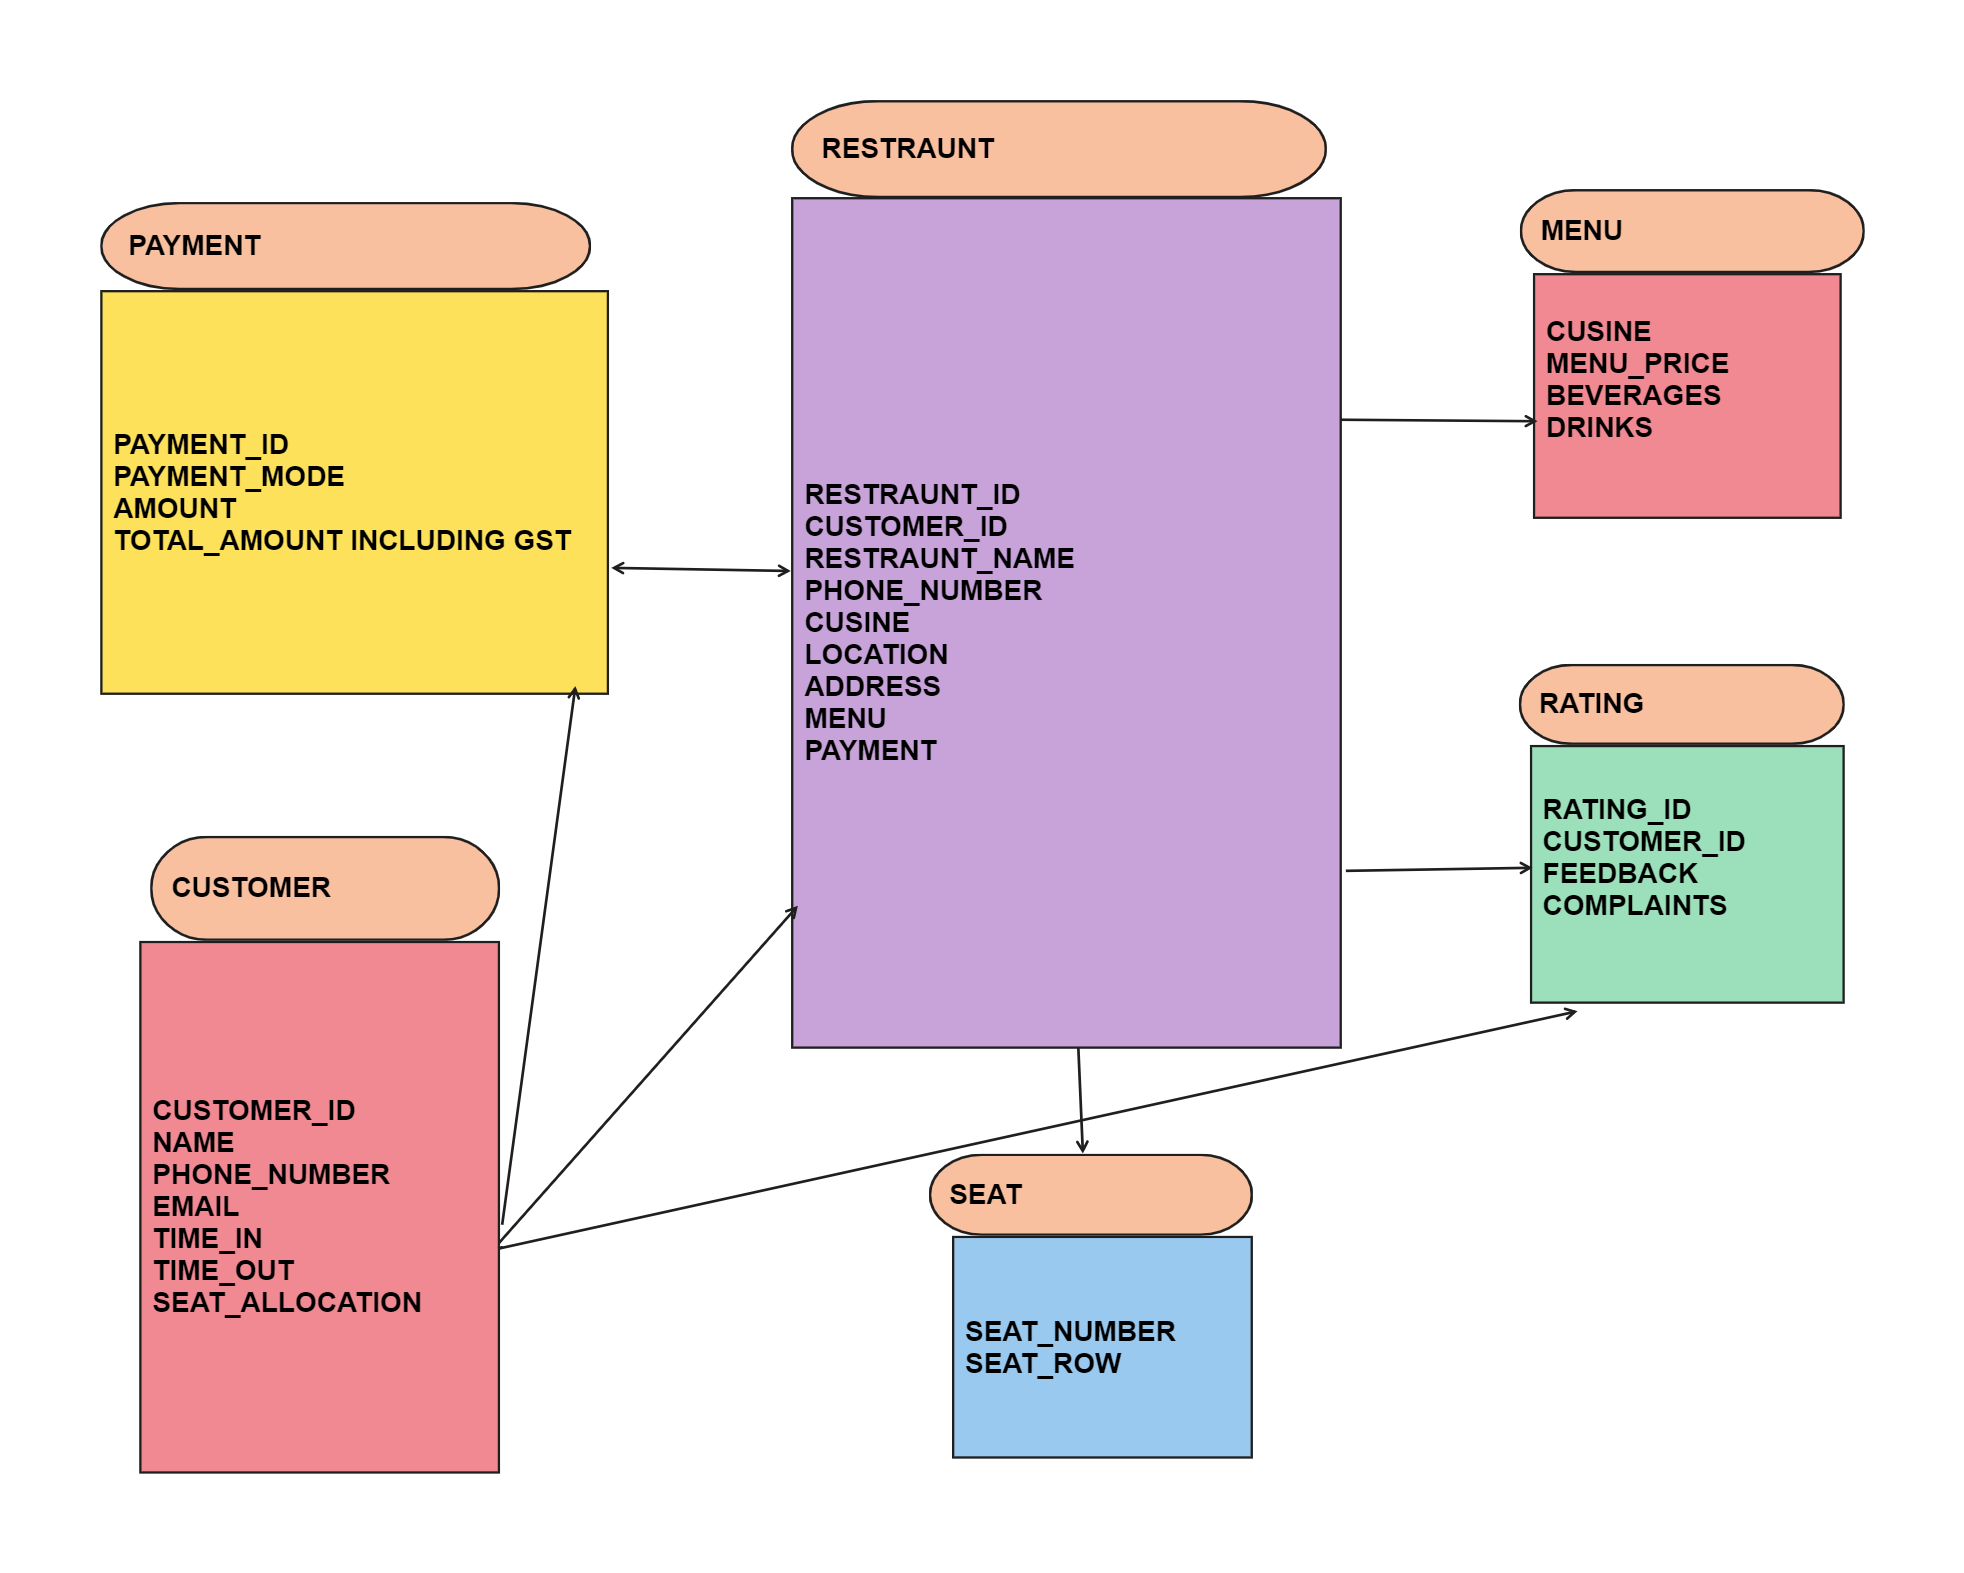 RESTRAUNT
RESTRAUNT_ID
CUSTOMER_ID
RESTRAUNT_NAME
PHONE_NUMBER
CUSINE
LOCATION
ADDRESS
MENU
PAYMENT
PAYMENT
PAYMENT_ID
PAYMENT_MODE
AMOUNT
TOTAL_AMOUNT INCLUDING GST
MENU
CUSINE
MENU_PRICE
BEVERAGES
DRINKS
RATING
RATING_ID
CUSTOMER_ID
FEEDBACK
COMPLAINTS
CUSTOMER
CUSTOMER_ID
NAME
PHONE_NUMBER
EMAIL
TIME_IN
TIME_OUT
SEAT_ALLOCATION
SEAT
SEAT_NUMBER
SEAT_ROW